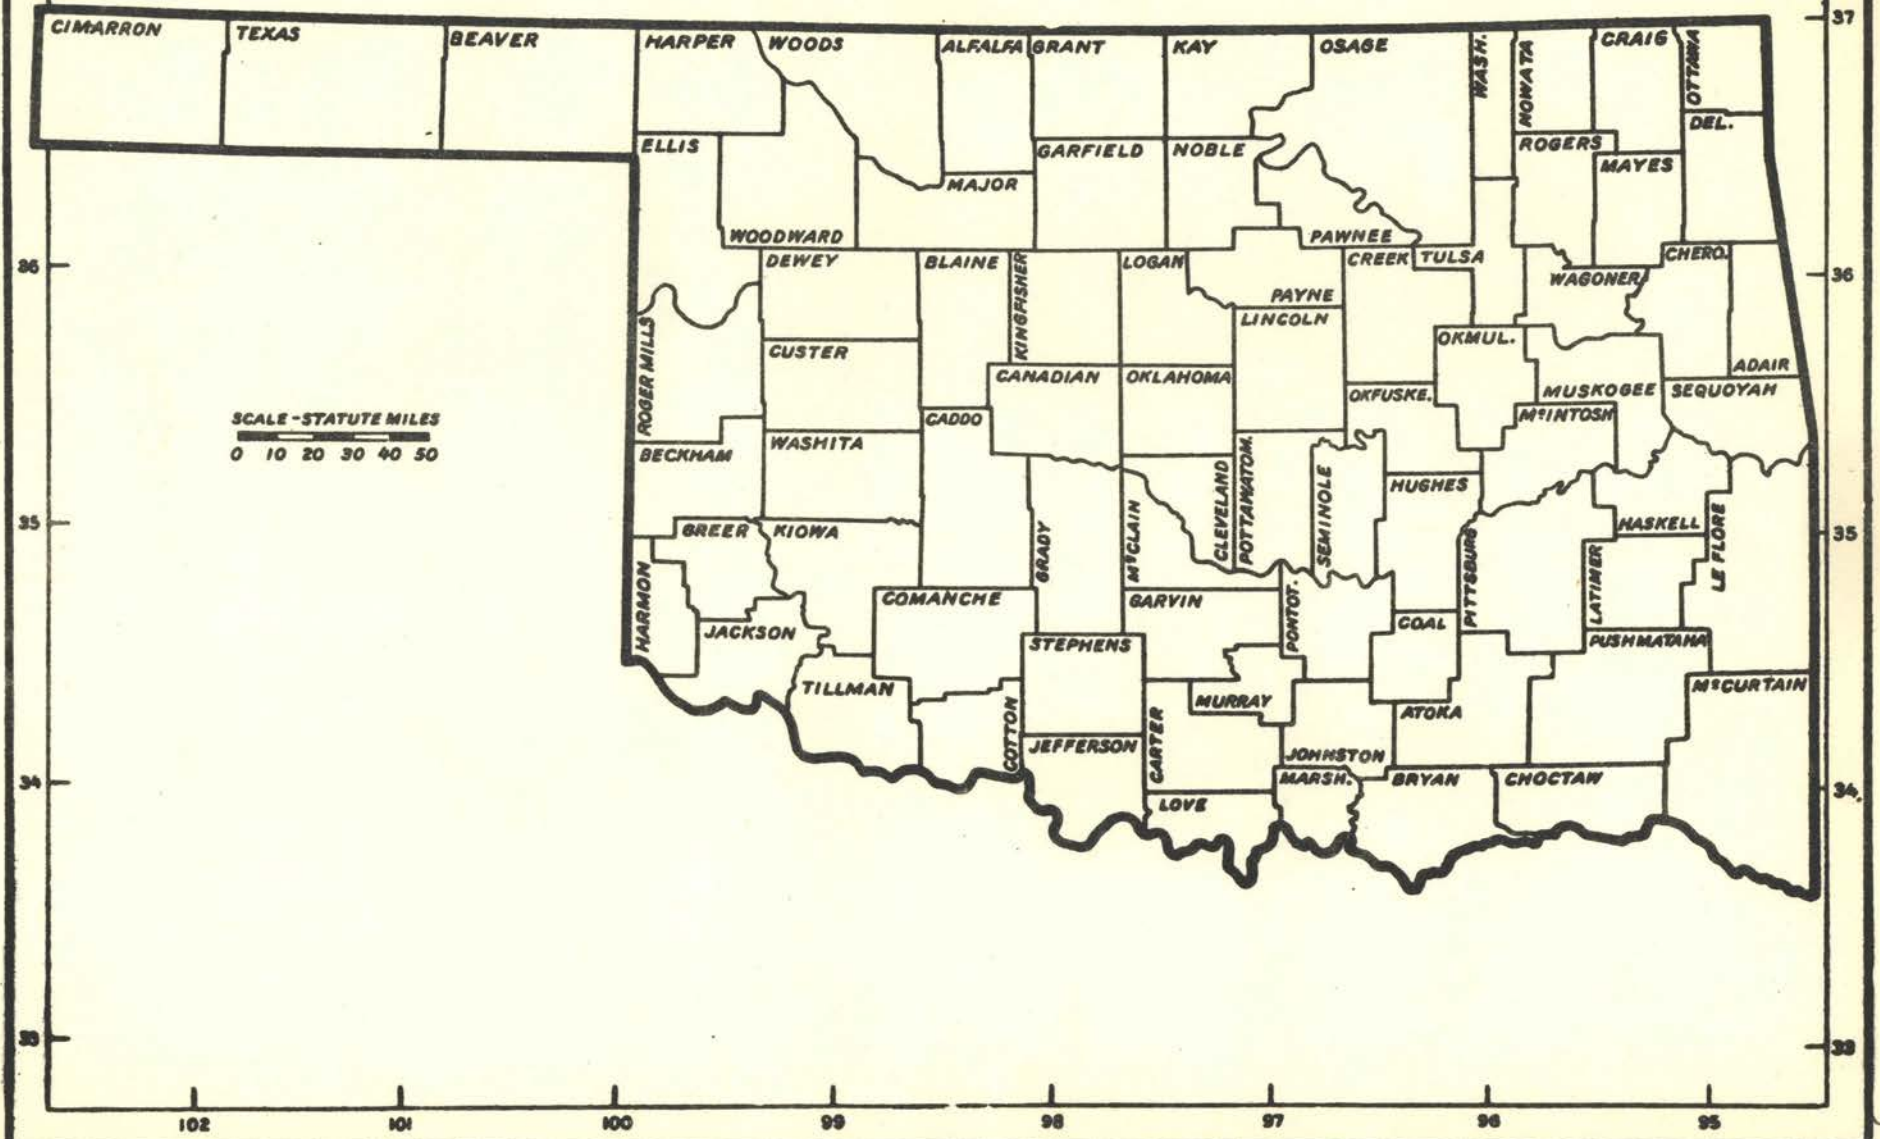 CIMARRON
TEXAS
BEAVER
HARPER
WOODS
ALFALFA
GRANT
KAY
OSAGE
WASH.
NOWATA
CRAIG
OTTAWA
37
ELLIS
MAJOR
GARFIELD
NOBLE
ROGERS
MAYES
DEL.
WOODWARD
PAWNEE
36
DEWEY
BLAINE
KINGFISHER
LOGAN
PAYNE
CREEK
TULSA
WAGONER
CHERO.
36
ROGER MILLS
CUSTER
LINCOLN
OKMUL.
ADAIR
CANADIAN
OKLAHOMA
OKFUSKE.
MUSKOGEE
SEQUOYAH
SCALE-STATUTE MILES
0 10 20 30 40 50
BECKHAM
WASHITA
CADDO
McINTOSH
CLEVELAND
POTTAWATOM.
SEMINOLE
HUGHES
35
GREER
KIOWA
GRADY
McCLAIN
PITTSBURG
HASKELL
LE FLORE
35
HARMON
JACKSON
COMANCHE
GARVIN
PONTOT.
COAL
LATIMER
PUSHMATAHA
TILLMAN
STEPHENS
MURRAY
McCURTAIN
COTTON
JEFFERSON
CARTER
JOHNSTON
ATOKA
34
LOVE
MARSH.
BRYAN
CHOCTAW
34
33
33
102 101 100 99 98 97 96 95